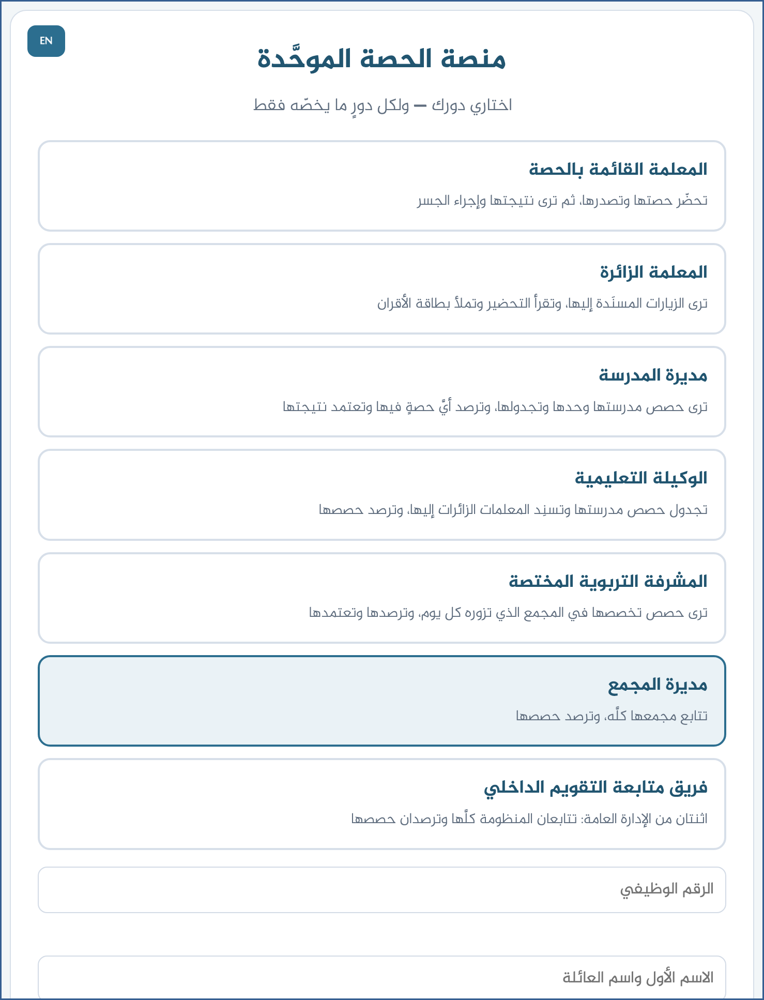 EN
منصة الحصة الموحَّدة
اختاري دورك — ولكل دورٍ ما يخصّه فقط
المعلمة القائمة بالحصة
تحضّر حصتها وتصدرها، ثم ترى نتيجتها وإجراء الجسر
المعلمة الزائرة
ترى الزيارات المسنَدة إليها، وتقرأ التحضير وتملأ بطاقة الأقران
مديرة المدرسة
ترى حصص مدرستها وحدها وتجدولها، وترصد أيَّ حصةٍ فيها وتعتمد نتيجتها
الوكيلة التعليمية
تجدول حصص مدرستها وتسنِد المعلمات الزائرات إليها، وترصد حصصها
المشرفة التربوية المختصة
ترى حصص تخصصها في المجمع الذي تزوره كل يوم، وترصدها وتعتمدها
مديرة المجمع
تتابع مجمعها كلَّه، وترصد حصصها
فريق متابعة التقويم الداخلي
اثنتان من الإدارة العامة: تتابعان المنظومة كلَّها وترصدان حصصها
الرقم الوظيفي
الاسم الأول واسم العائلة